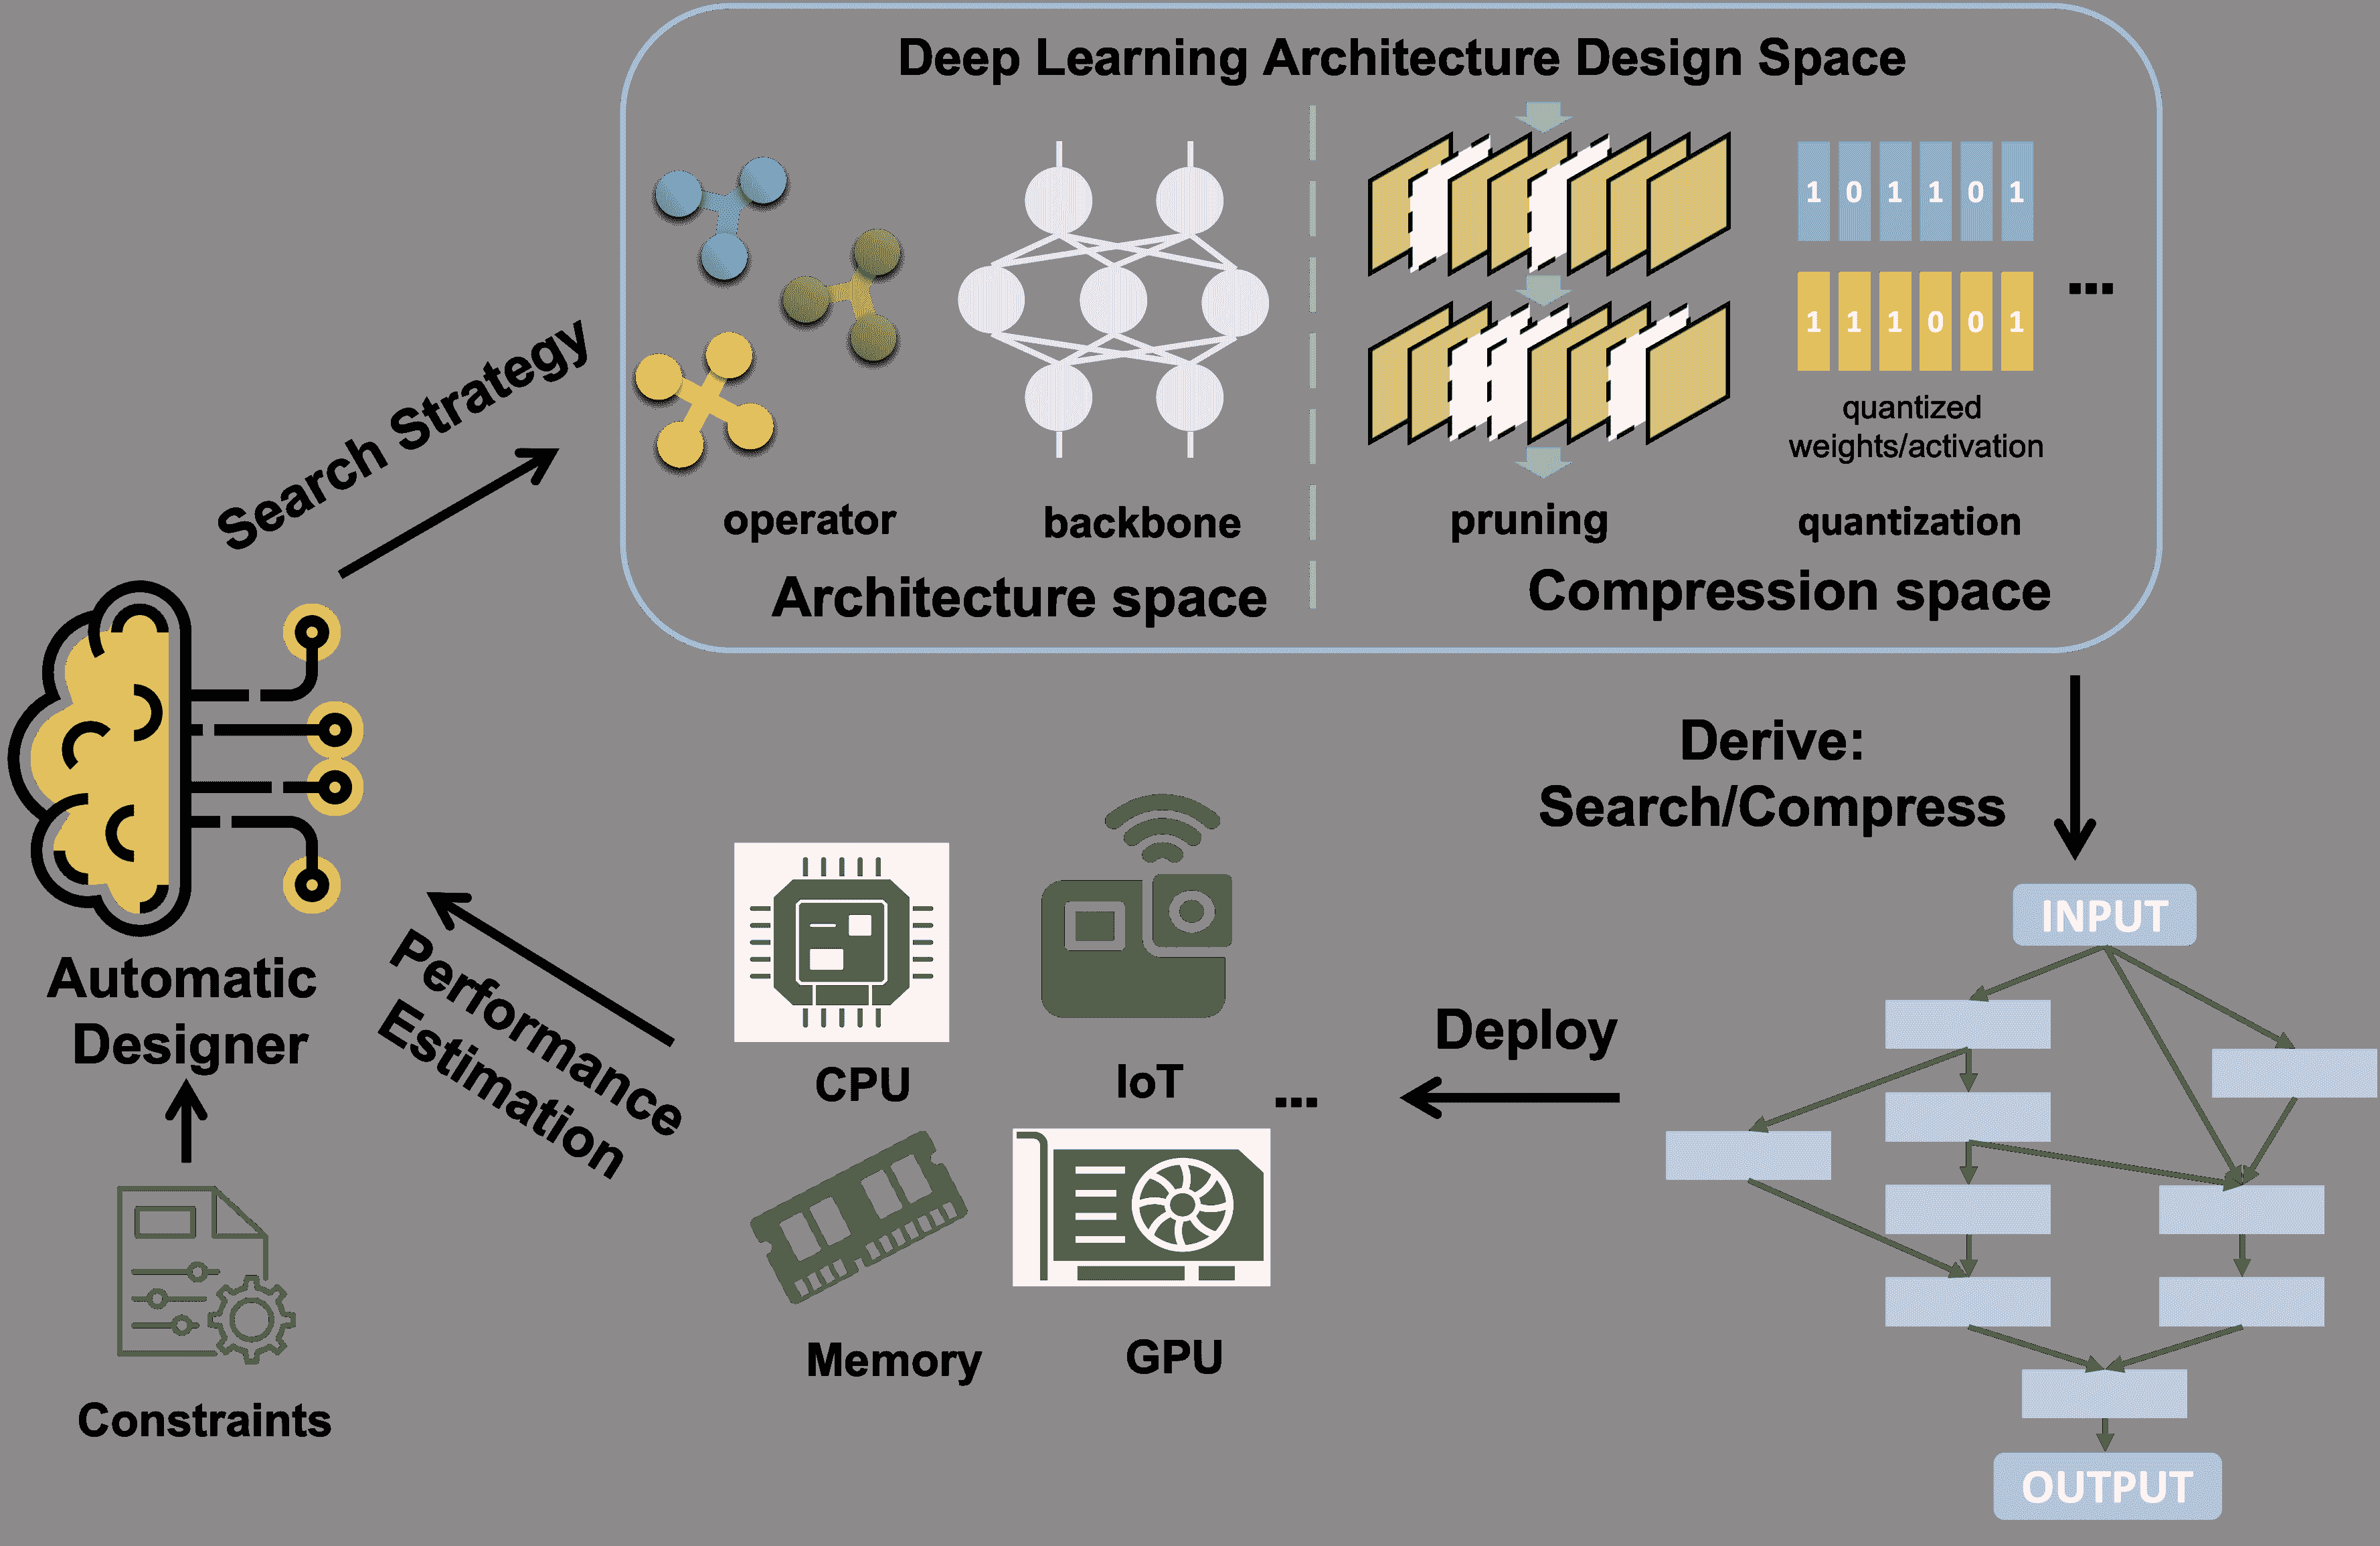 Deep Learning Architecture Design Space
1 0 1 1 0 1
1 1 1 0 0 1
...
quantized
weights/activation
operator
backbone
pruning
quantization
Architecture space
Compression space
Search Strategy
Derive:
Search/Compress
INPUT
OUTPUT
Deploy
CPU
IoT
...
Memory
GPU
Performance
Estimation
Automatic
Designer
Constraints